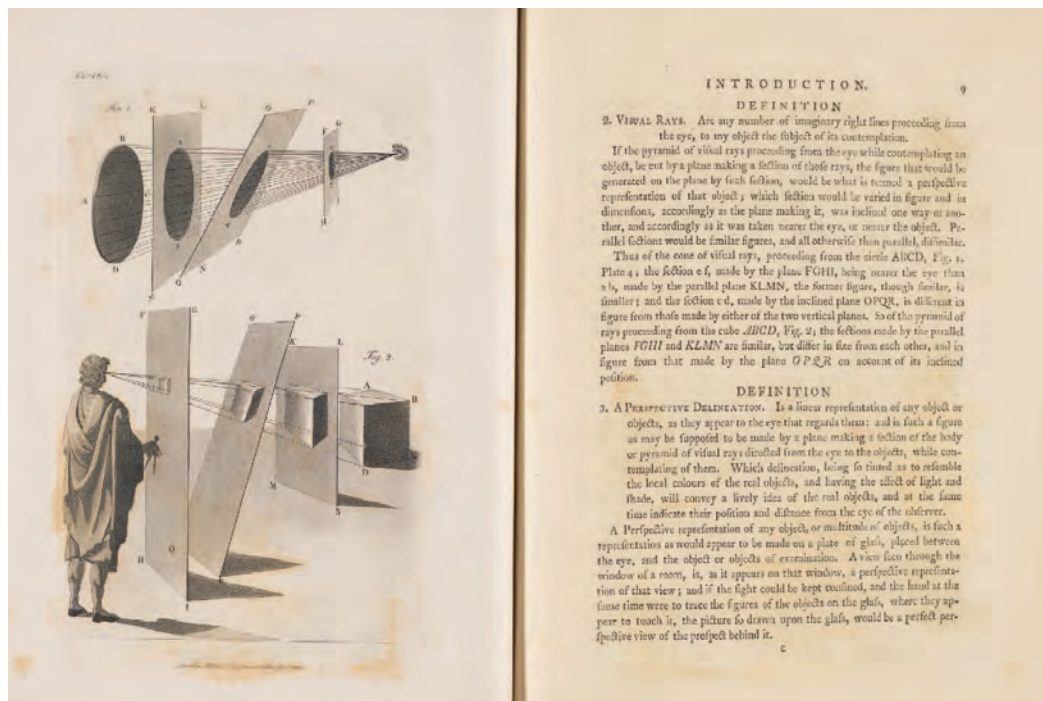 Fig. 1.
K L
O P
F G
B
A
D
H
R
N
Q
F G
O P
K L
Fig. 2.
A
B
D
M
N
H
Q
I
INTRODUCTION. 9
DEFINITION
2. VISUAL RAYS. Are any number of imaginary right lines proceeding from
the eye, to any object the ſubject of its contemplation.
If the pyramid of viſual rays proceeding from the eye while contemplating an
object, be cut by a plane making a ſection of thoſe rays, the figure that would be
generated on the plane by ſuch ſection, would be what is termed a perſpective
repreſentation of that object; which ſection would be varied in figure and in
dimenſions, accordingly as the plane making it, was inclined one way or ano-
ther, and accordingly as it was taken nearer the eye, or nearer the object. Pa-
rallel ſections would be ſimilar figures, and all otherwiſe than parallel, diſſimilar.
Thus of the cone of viſual rays, proceeding from the circle ABCD, Fig. 1.
Plate 4; the ſection e f, made by the plane FGHI, being nearer the eye than
a b, made by the parallel plane KLMN, the former figure, though ſimilar, is
ſmaller; and the ſection c d, made by the inclined plane OPQR, is different in
figure from thoſe made by either of the two vertical planes. So of the pyramid of
rays proceeding from the cube ABCD, Fig. 2; the ſections made by the parallel
planes FGHI and KLMN are ſimilar, but differ in ſize from each other, and in
figure from that made by the plane OPQR on account of its inclined
poſition.
DEFINITION
3. A PERSPECTIVE DELINEATION. Is a linear repreſentation of any object or
objects, as they appear to the eye that regards them: and is ſuch a figure
as may be ſuppoſed to be made by a plane making a ſection of the body
or pyramid of viſual rays directed from the eye to the objects, while con-
templating of them. Which delineation, being ſo tinted as to reſemble
the local colours of the real objects, and having the effect of light and
ſhade, will convey a lively idea of the real objects, and at the ſame
time indicate their poſition and diſtance from the eye of the obſerver.
A Perſpective repreſentation of any object, or multitude of objects, is ſuch a
repreſentation as would appear to be made on a plate of glaſs, placed between
the eye, and the object or objects of examination. A view ſeen through the
window of a room, is, as it appears on that window, a perſpective repreſenta-
tion of that view; and if the ſight could be kept confined, and the hand at the
ſame time were to trace the figures of the objects on the glaſs, where they ap-
pear to touch it, the picture ſo drawn upon the glaſs, would be a perfect per-
ſpective view of the proſpect behind it.
C